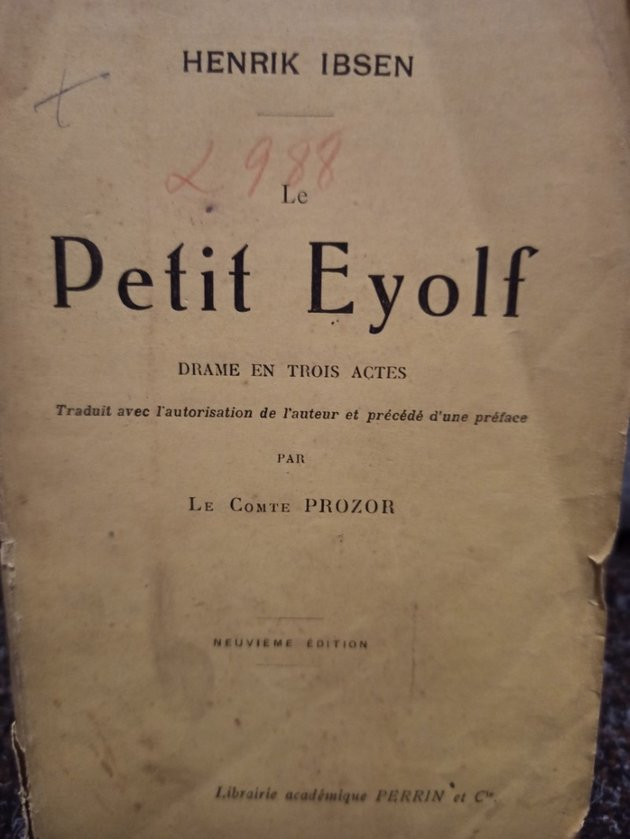 HENRIK IBSEN
2988
Le
Petit Eyolf
DRAME EN TROIS ACTES
Traduit avec l'autorisation de l'auteur et précédé d'une préface
PAR
LE COMTE PROZOR
NEUVIÈME ÉDITION
Librairie académique PERRIN et Cie.